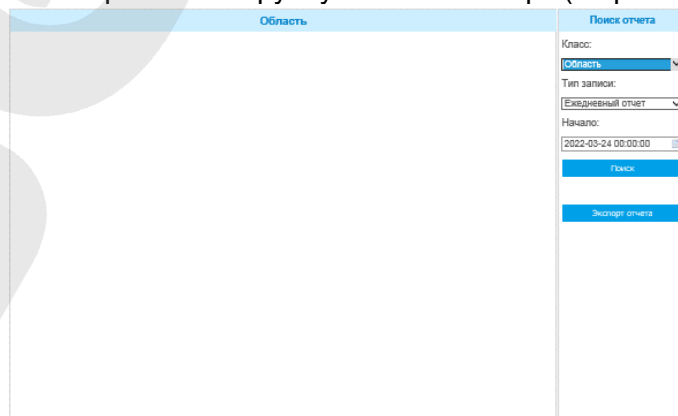 Область
Поиск отчета
Класс:
Область
Тип записи:
Ежедневный отчет
Начало:
2022-03-24 00:00:00
Поиск
Экспорт отчета